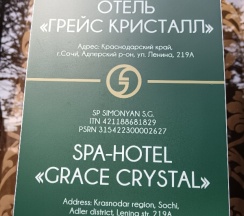 ОТЕЛЬ
«ГРЕЙС КРИСТАЛЛ»
Адрес: Краснодарский край,
г.Сочи, Адлерский р-он, ул. Ленина, 219А
SP SIMONYAN S.G.
ITN 421188681829
PSRN 315422300002627
SPA-HOTEL
«GRACE CRYSTAL»
Address: Krasnodar region, Sochi,
Adler district, Lenina str. 219A